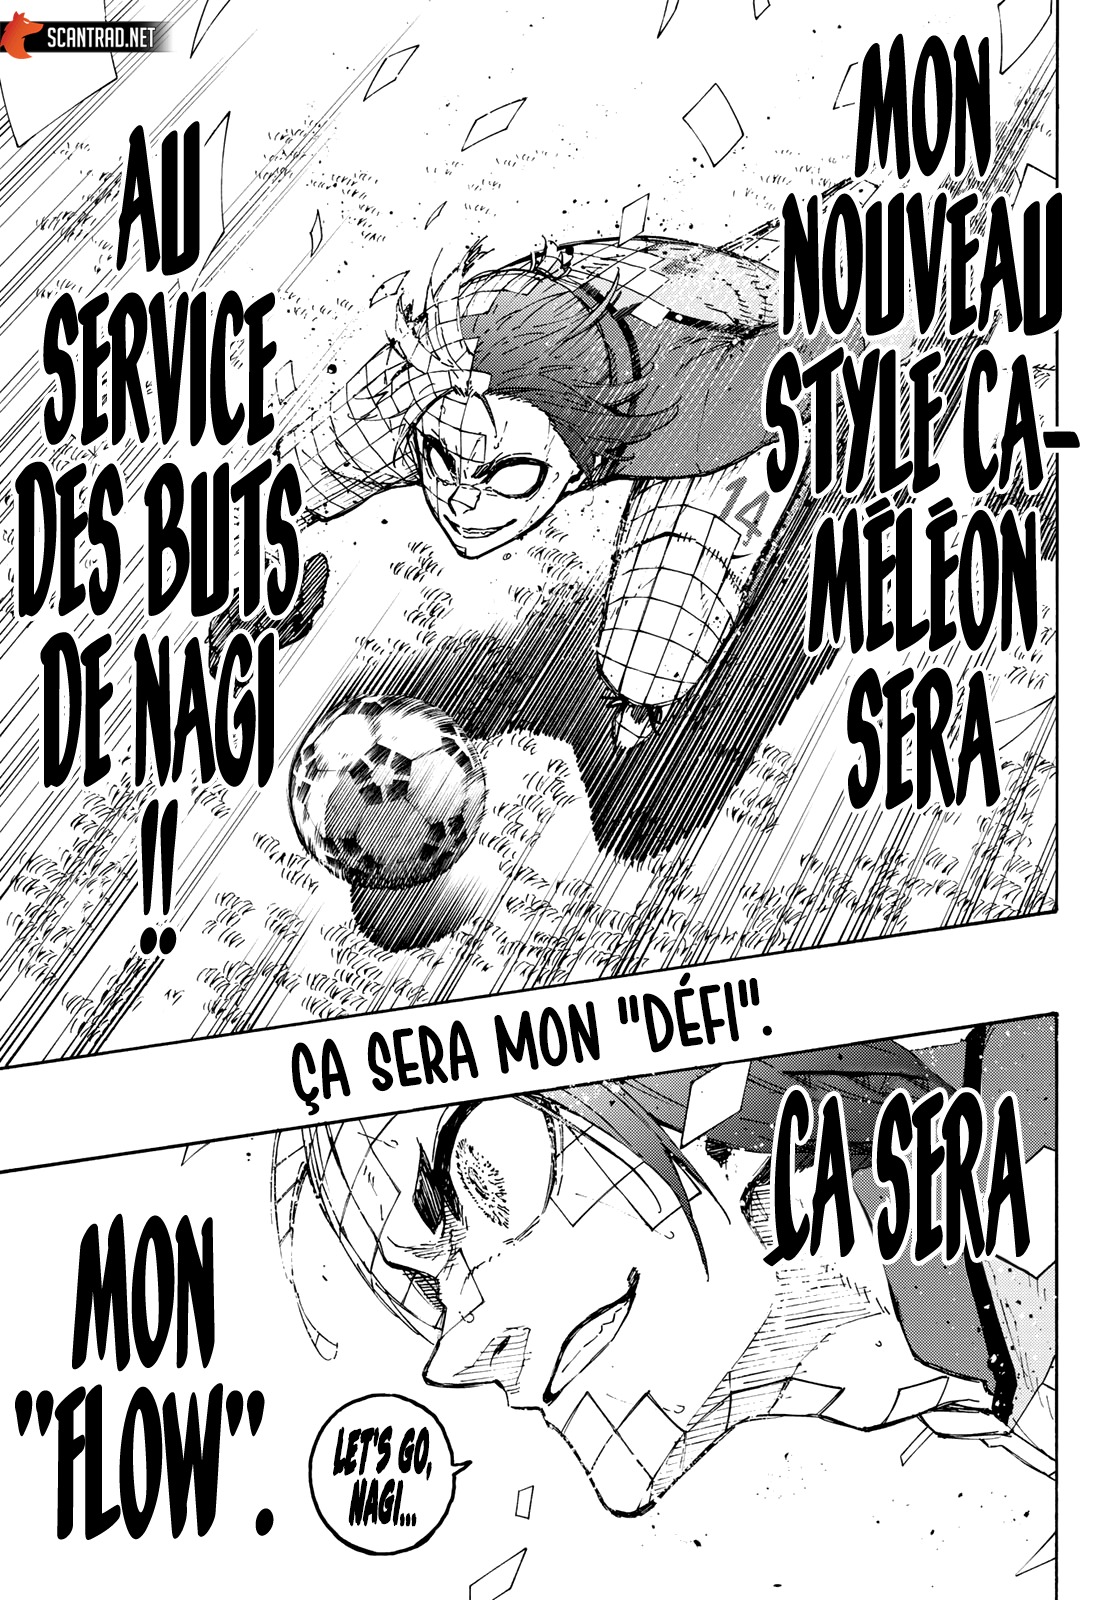 SCANTRAD.NET
MON
NOUVEAU
STYLE CA-
MÉLÉON
SERA
AU
SERVICE
DES BUTS
DE NAGI
!!
14
ÇA SERA MON "DÉFI".
ÇA SERA
MON
"FLOW".
LET'S GO,
NAGI...